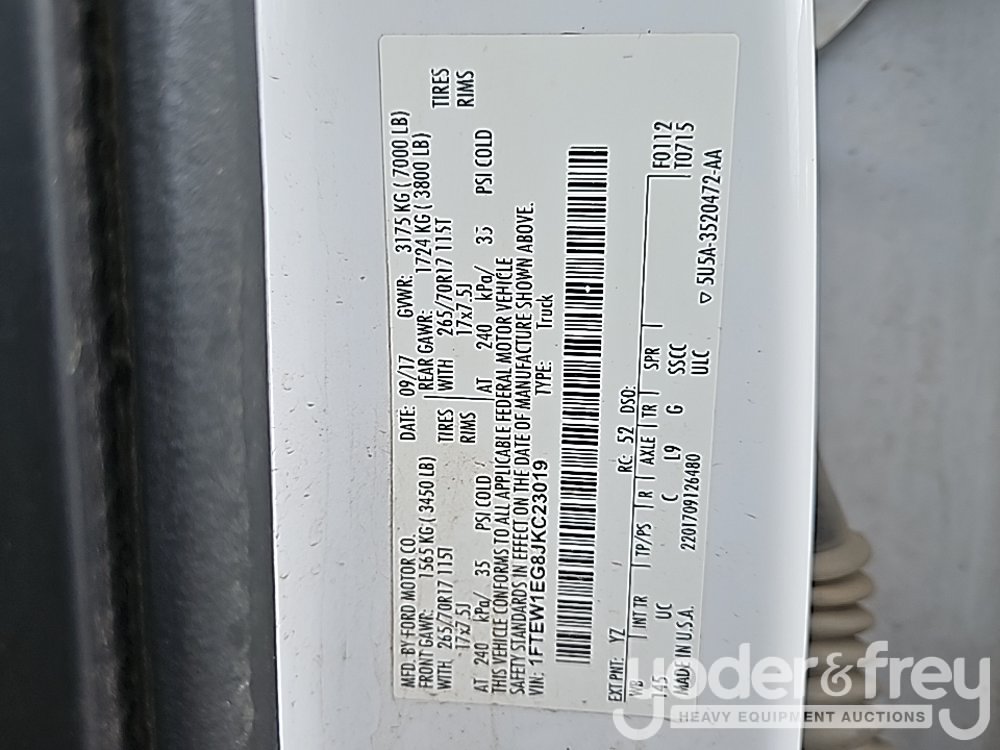 MFD. BY FORD MOTOR CO. DATE: 09/17 GVWR: 3175 KG ( 7000 LB)
FRONT GAWR: 1565 KG ( 3450 LB) REAR GAWR: 1724 KG ( 3800 LB)
WITH 265/70R17 115T TIRES WITH 265/70R17 115T TIRES
17x7.5J RIMS 17x7.5J RIMS
AT 240 kPa/ 35 PSI COLD AT 240 kPa/ 35 PSI COLD
THIS VEHICLE CONFORMS TO ALL APPLICABLE FEDERAL MOTOR VEHICLE
SAFETY STANDARDS IN EFFECT ON THE DATE OF MANUFACTURE SHOWN ABOVE.
VIN: 1FTEW1EG8JKC23019 TYPE: Truck
EXT PNT: YZ RC: 52 DSO:
WB INT TR TP/PS R AXLE TR SPR F0112
145 UC C L9 G SSCC T0715
MADE IN U.S.A. 2201709126480 ULC
▽ 5U5A-3520472-AA
yoder&frey
HEAVY EQUIPMENT AUCTIONS